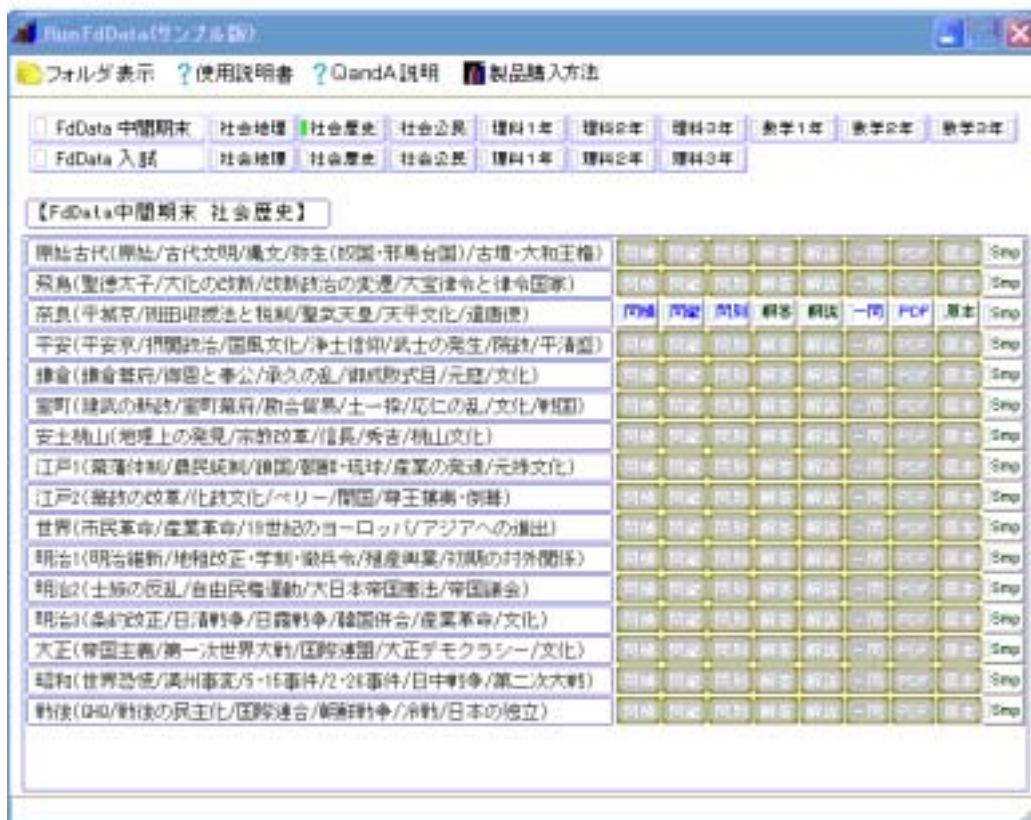 RunFdData(サンプル版)
フォルダ表示 ?使用説明書 ?QandA説明 製品購入方法
FdData 中間期末 社会地理 社会歴史 社会公民 理科1年 理科2年 理科3年 数学1年 数学2年 数学3年
FdData 入試 社会地理 社会歴史 社会公民 理科1年 理科2年 理科3年
【FdData中間期末 社会歴史】
原始古代(原始/古代文明/縄文/弥生(奴国・邪馬台国)/古墳・大和王権) Smp
飛鳥(聖徳太子/大化の改新/改新政治の変遷/大宝律令と律令国家) Smp
奈良(平城京/班田収授法と税制/聖武天皇/天平文化/遣唐使) 問横 問縦 問別 解答 解説 一問 PDF 原本 Smp
平安(平安京/摂関政治/国風文化/浄土信仰/武士の発生/院政/平清盛) Smp
鎌倉(鎌倉幕府/御恩と奉公/承久の乱/御成敗式目/元寇/文化) Smp
室町(建武の新政/室町幕府/勘合貿易/土一揆/応仁の乱/文化/戦国) Smp
安土桃山(地理上の発見/宗教改革/信長/秀吉/桃山文化) Smp
江戸1(幕藩体制/農民統制/鎖国/朝鮮・琉球/産業の発達/元禄文化) Smp
江戸2(幕政の改革/化政文化/ペリー/開国/尊王攘夷・倒幕) Smp
世界(市民革命/産業革命/19世紀のヨーロッパ/アジアへの進出) Smp
明治1(明治維新/地租改正・学制・徴兵令/殖産興業/初期の対外関係) Smp
明治2(士族の反乱/自由民権運動/大日本帝国憲法/帝国議会) Smp
明治3(条約改正/日清戦争/日露戦争/韓国併合/産業革命/文化) Smp
大正(帝国主義/第一次世界大戦/国際連盟/大正デモクラシー/文化) Smp
昭和(世界恐慌/満州事変/5・15事件/2・26事件/日中戦争/第二次大戦) Smp
戦後(GHQ/戦後の民主化/国際連合/朝鮮戦争/冷戦/日本の独立) Smp